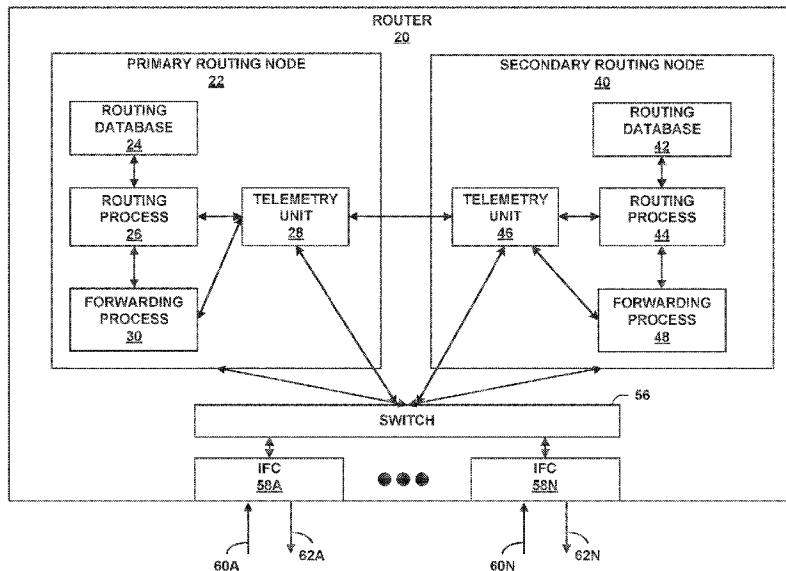 ROUTER
20
PRIMARY ROUTING NODE
22
ROUTING
DATABASE
24
ROUTING
PROCESS
26
TELEMETRY
UNIT
28
FORWARDING
PROCESS
30
SECONDARY ROUTING NODE
40
ROUTING
DATABASE
42
TELEMETRY
UNIT
46
ROUTING
PROCESS
44
FORWARDING
PROCESS
48
56
SWITCH
IFC
58A
IFC
58N
60A
62A
60N
62N